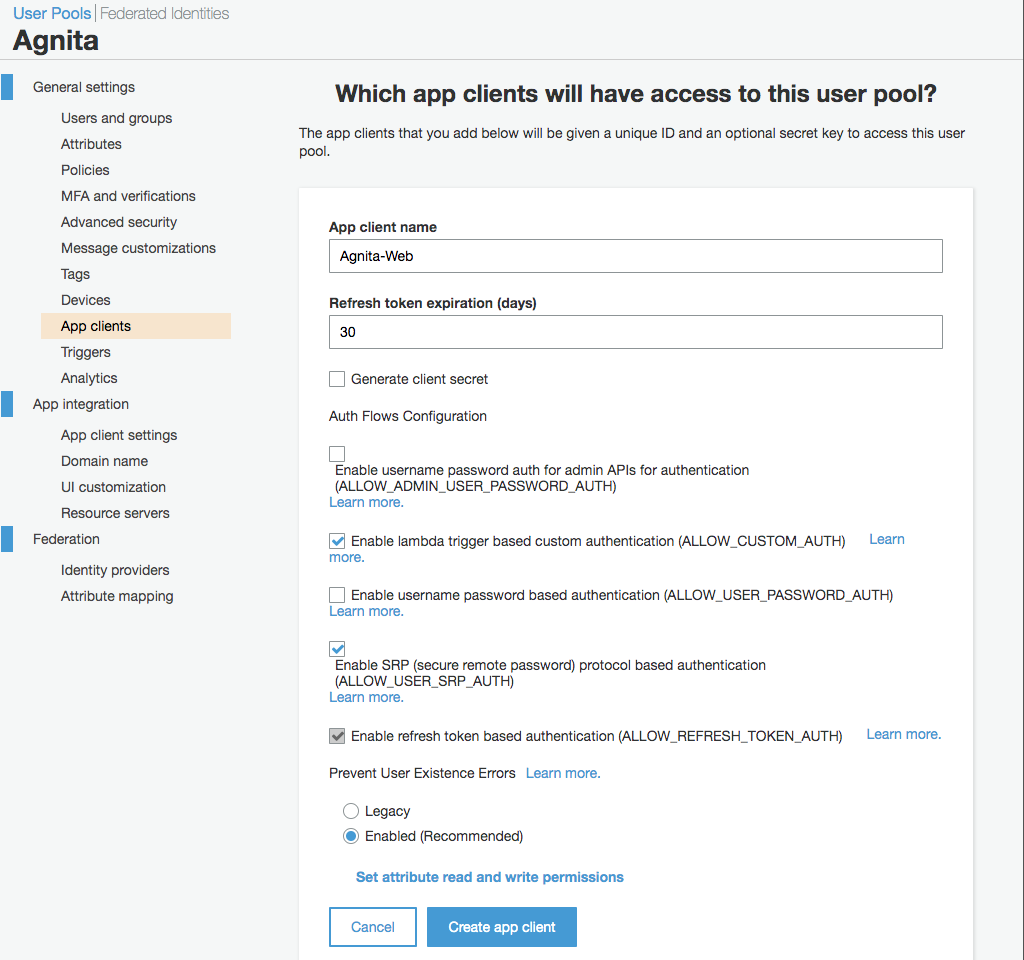 User Pools | Federated Identities
Agnita
General settings
Users and groups
Attributes
Policies
MFA and verifications
Advanced security
Message customizations
Tags
Devices
App clients
Triggers
Analytics
App integration
App client settings
Domain name
UI customization
Resource servers
Federation
Identity providers
Attribute mapping
Which app clients will have access to this user pool?
The app clients that you add below will be given a unique ID and an optional secret key to access this user
pool.
App client name
Agnita-Web
Refresh token expiration (days)
30
Generate client secret
Auth Flows Configuration
Enable username password auth for admin APIs for authentication
(ALLOW_ADMIN_USER_PASSWORD_AUTH)
Learn more.
Enable lambda trigger based custom authentication (ALLOW_CUSTOM_AUTH) Learn
more.
Enable username password based authentication (ALLOW_USER_PASSWORD_AUTH)
Learn more.
Enable SRP (secure remote password) protocol based authentication
(ALLOW_USER_SRP_AUTH)
Learn more.
Enable refresh token based authentication (ALLOW_REFRESH_TOKEN_AUTH) Learn more.
Prevent User Existence Errors Learn more.
Legacy
Enabled (Recommended)
Set attribute read and write permissions
Cancel
Create app client